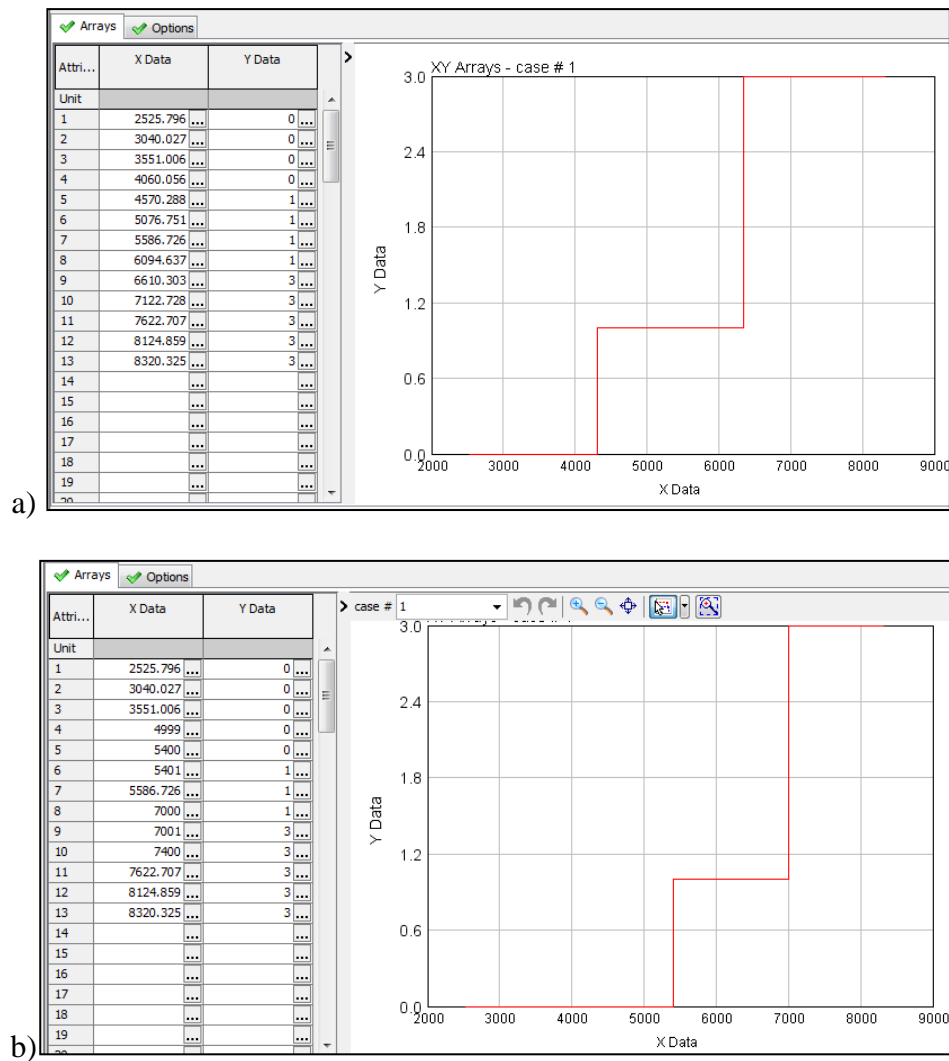 Arrays Options
Attri... X Data Y Data
Unit
1 2525.796 ... 0 ...
2 3040.027 ... 0 ...
3 3551.006 ... 0 ...
4 4060.056 ... 0 ...
5 4570.288 ... 1 ...
6 5076.751 ... 1 ...
7 5586.726 ... 1 ...
8 6094.637 ... 1 ...
9 6610.303 ... 3 ...
10 7122.728 ... 3 ...
11 7622.707 ... 3 ...
12 8124.859 ... 3 ...
13 8320.325 ... 3 ...
14 ... ...
15 ... ...
16 ... ...
17 ... ...
18 ... ...
19 ... ...
XY Arrays - case # 1
3.0
2.4
1.8
1.2
0.6
0.0
Y Data
2000 3000 4000 5000 6000 7000 8000 9000
X Data
a)
Arrays Options
Attri... X Data Y Data
Unit
1 2525.796 ... 0 ...
2 3040.027 ... 0 ...
3 3551.006 ... 0 ...
4 4999 ... 0 ...
5 5400 ... 0 ...
6 5401 ... 1 ...
7 5586.726 ... 1 ...
8 7000 ... 1 ...
9 7001 ... 3 ...
10 7400 ... 3 ...
11 7622.707 ... 3 ...
12 8124.859 ... 3 ...
13 8320.325 ... 3 ...
14 ... ...
15 ... ...
16 ... ...
17 ... ...
18 ... ...
19 ... ...
case # 1
3.0
2.4
1.8
1.2
0.6
0.0
Y Data
2000 3000 4000 5000 6000 7000 8000 9000
X Data
b)